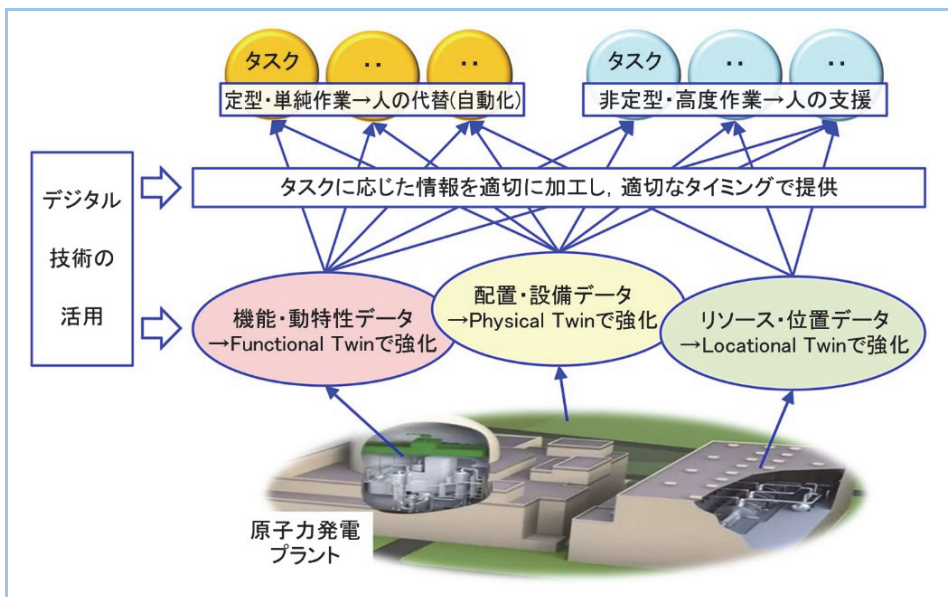 タスク
‥
‥
タスク
‥
‥
定型・単純作業→人の代替(自動化)
非定型・高度作業→人の支援
デジタル
技術の
活用
タスクに応じた情報を適切に加工し，適切なタイミングで提供
機能・動特性データ
→Functional Twinで強化
配置・設備データ
→Physical Twinで強化
リソース・位置データ
→Locational Twinで強化
原子力発電
プラント